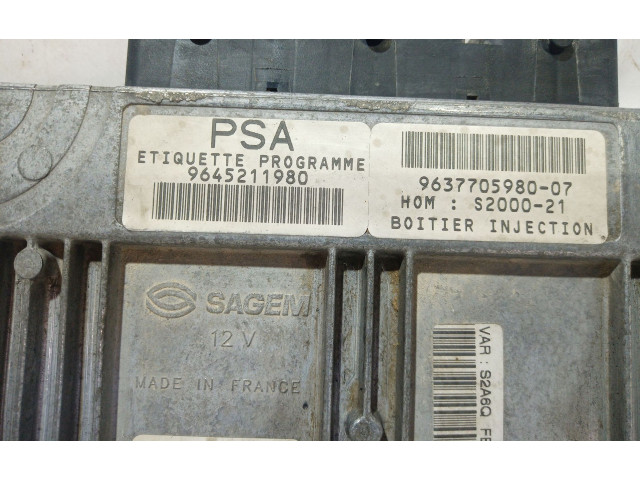 PSA
ETIQUETTE PROGRAMME
9645211980
9637705980-07
HOM : S2000-21
BOITIER INJECTION
SAGEM
12 V
MADE IN FRANCE
VAR : S2A6Q